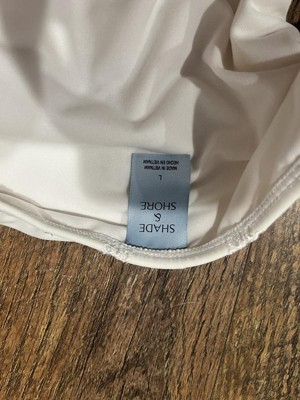 SHADE
&
SHORE
L
MADE IN VIETNAM
HECHO EN VIETNAM